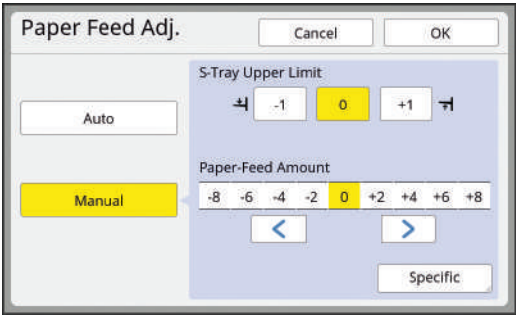 Paper Feed Adj. Cancel OK
S-Tray Upper Limit
-1 0 +1
Auto
Paper-Feed Amount
Manual -8 -6 -4 -2 0 +2 +4 +6 +8
< >
Specific